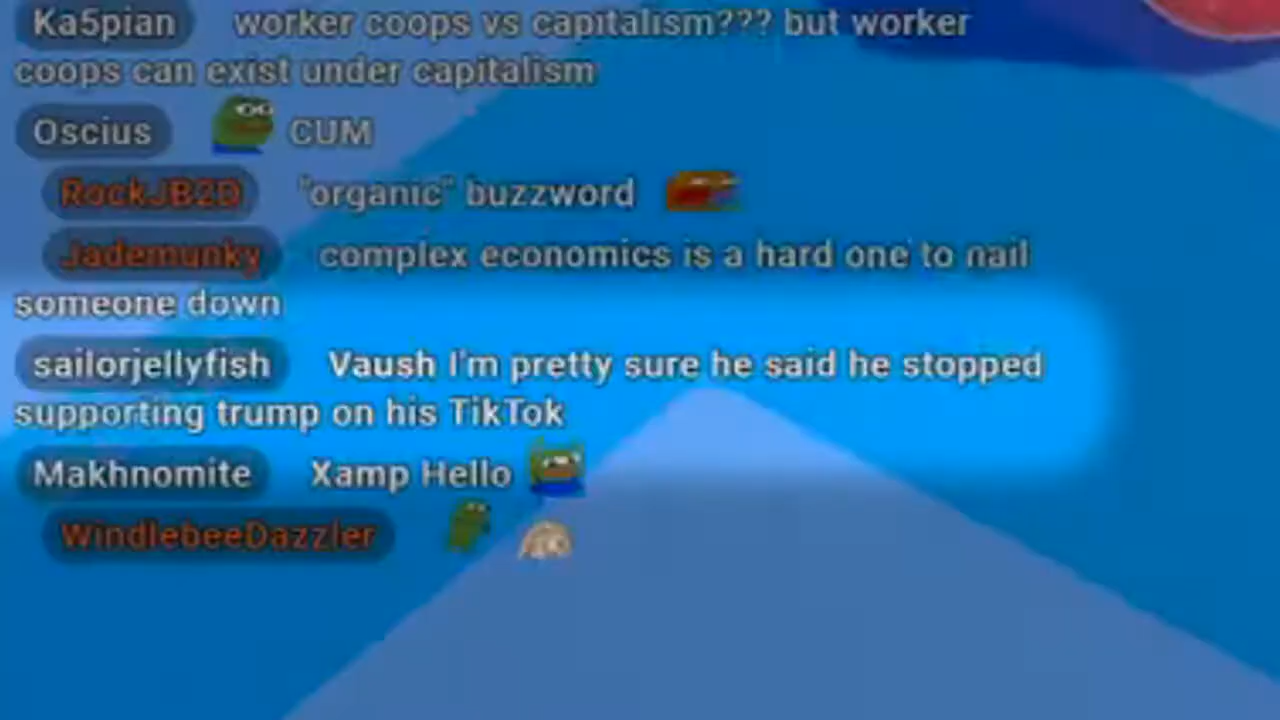 Ka5pian worker coops vs capitalism??? but worker
coops can exist under capitalism
Oscius CUM
RockJB2D "organic" buzzword
Jademunky complex economics is a hard one to nail
someone down
sailorjellyfish Vaush I'm pretty sure he said he stopped
supporting trump on his TikTok
Makhnomite Xamp Hello
WindlebeeDazzler